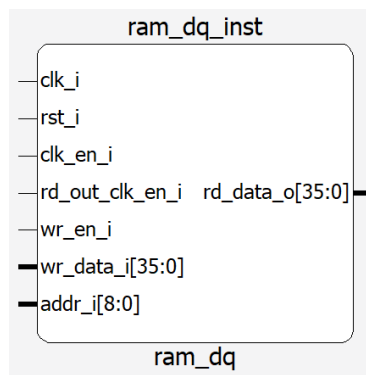 ram_dq_inst
clk_i
rst_i
clk_en_i
rd_out_clk_en_i rd_data_o[35:0]
wr_en_i
wr_data_i[35:0]
addr_i[8:0]
ram_dq